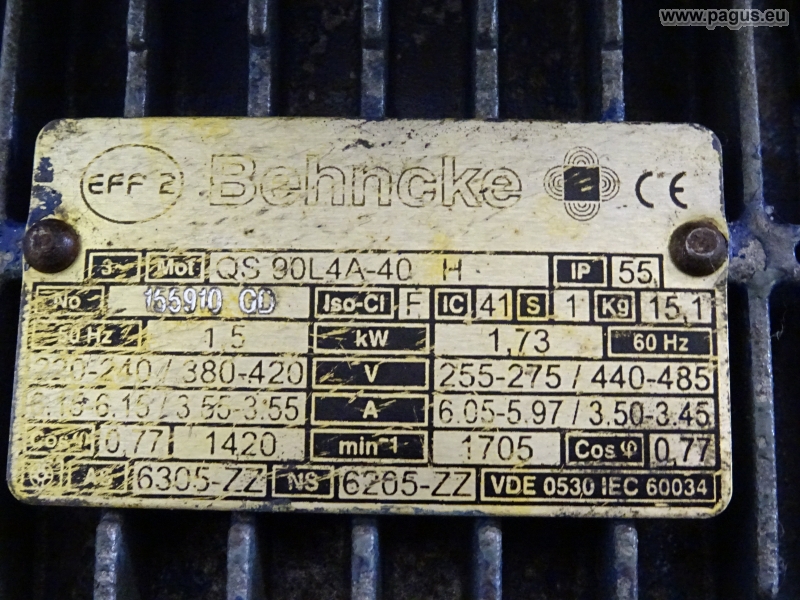 www.pagus.eu
EFF 2 Behncke CE
3~ Mot QS 90L4A-40 H IP 55
No 155910 GD Iso-Cl F IC 41 S 1 Kg 15,1
50 Hz 1,5 kW 1,73 60 Hz
220-240 / 380-420 V 255-275 / 440-485
6.15-6.15 / 3.55-3.55 A 6.05-5.97 / 3.50-3.45
Cos φ 0,77 1420 min-1 1705 Cos φ 0,77
AS 6305-ZZ NS 6205-ZZ VDE 0530 IEC 60034